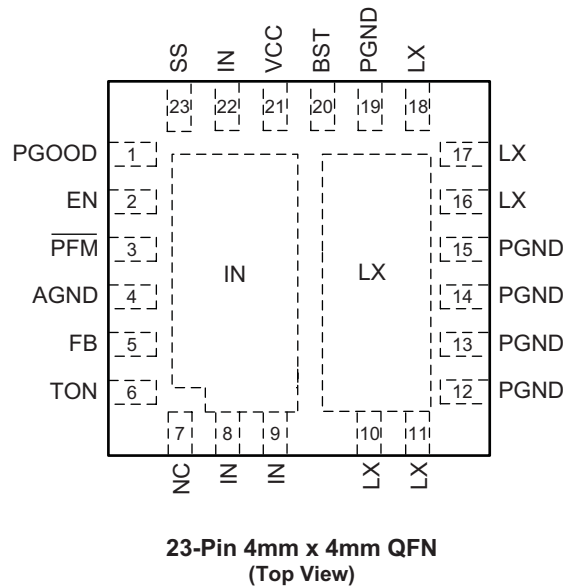 SS IN VCC BST PGND LX
23 22 21 20 19 18
PGOOD 1 17 LX
EN 2 16 LX
PFM 3 15 PGND
IN LX
AGND 4 14 PGND
FB 5 13 PGND
TON 6 12 PGND
7 8 9 10 11
NC IN IN LX LX
23-Pin 4mm x 4mm QFN
(Top View)